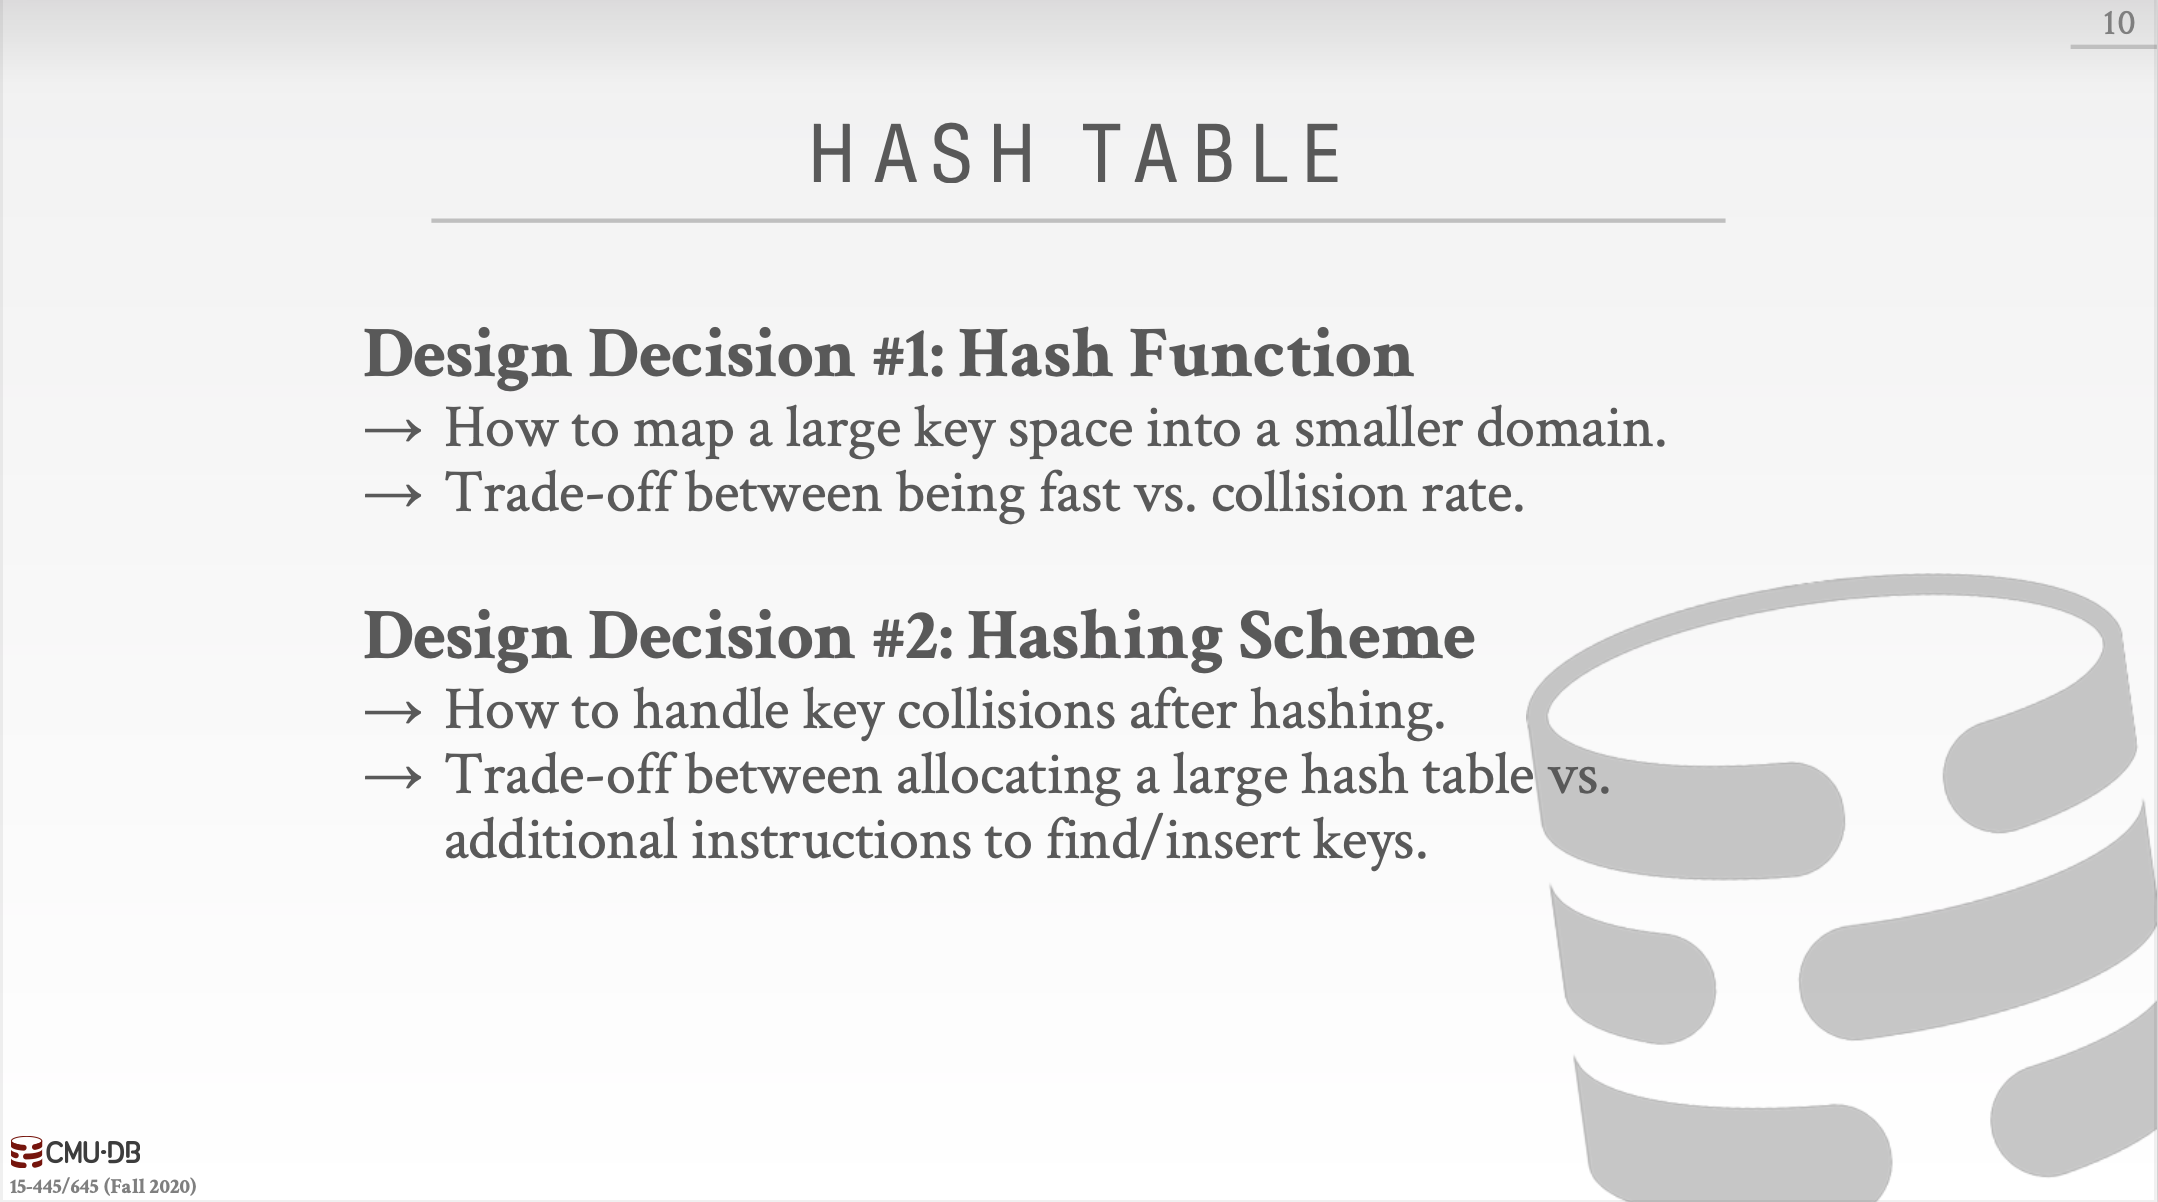 10
HASH TABLE
Design Decision #1: Hash Function
→ How to map a large key space into a smaller domain.
→ Trade-off between being fast vs. collision rate.
Design Decision #2: Hashing Scheme
→ How to handle key collisions after hashing.
→ Trade-off between allocating a large hash table vs.
additional instructions to find/insert keys.
CMU·DB
15-445/645 (Fall 2020)